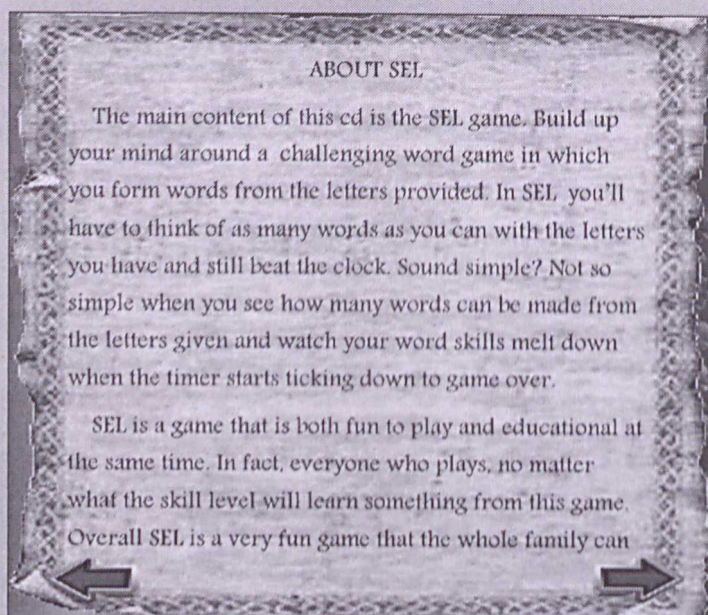 ABOUT SEL
The main content of this cd is the SEL game. Build up
your mind around a challenging word game in which
you form words from the letters provided. In SEL you'll
have to think of as many words as you can with the letters
you have and still beat the clock. Sound simple? Not so
simple when you see how many words can be made from
the letters given and watch your word skills melt down
when the timer starts ticking down to game over.
SEL is a game that is both fun to play and educational at
the same time. In fact, everyone who plays, no matter
what the skill level will learn something from this game.
Overall SEL is a very fun game that the whole family can